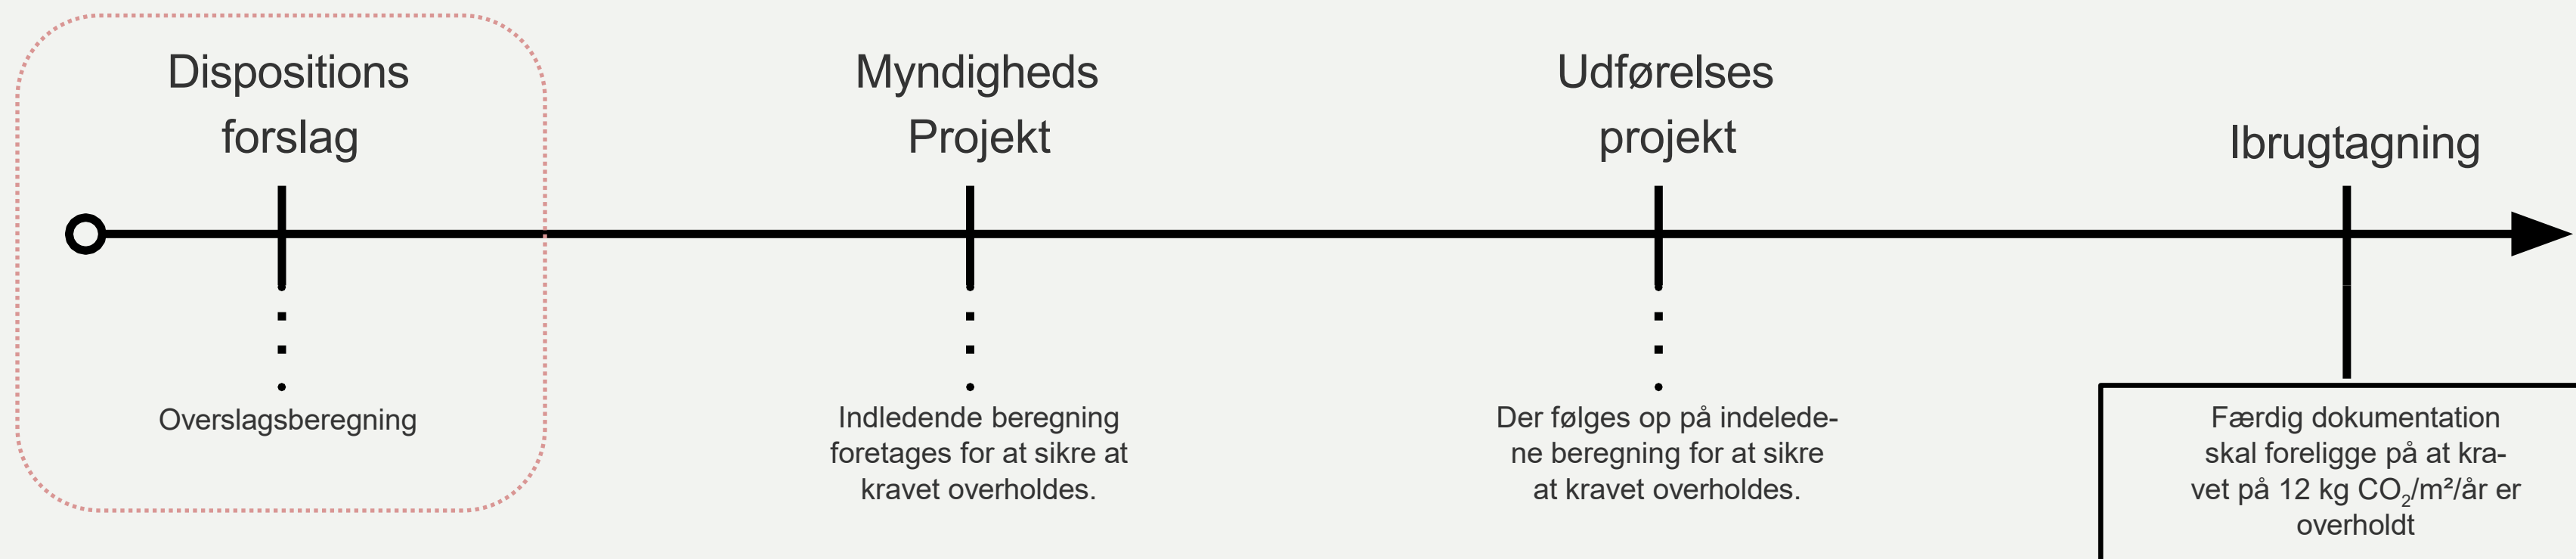 Dispositions
forslag
Myndigheds
Projekt
Udførelses
projekt
Ibrugtagning
Overslagsberegning
Indledende beregning
foretages for at sikre at
kravet overholdes.
Der følges op på indelede-
ne beregning for at sikre
at kravet overholdes.
Færdig dokumentation
skal foreligge på at kra-
vet på 12 kg CO₂/m²/år er
overholdt